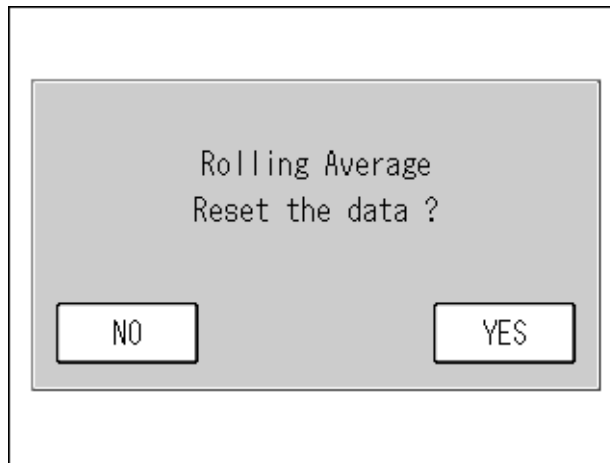 Rolling Average
Reset the data ?
NO
YES